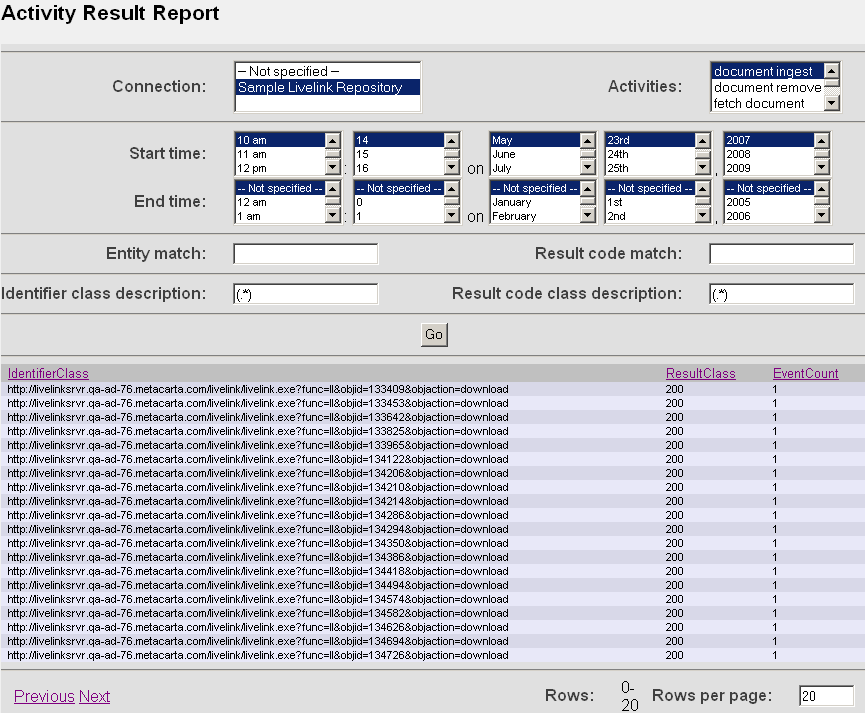 Activity Result Report
Connection: -- Not specified -- Activities: document ingest
Sample Livelink Repository document remove
fetch document
Start time: 10 am : 14 on May 23rd , 2007
11 am 15 June 24th 2008
12 pm 16 July 25th 2009
End time: -- Not specified -- : -- Not specified -- on -- Not specified -- -- Not specified -- , -- Not specified --
12 am 0 January 1st 2005
1 am 1 February 2nd 2006
Entity match: Result code match:
Identifier class description: (.*) Result code class description: (.*)
Go
IdentifierClass ResultClass EventCount
http://livelinksrvr.qa-ad-76.metacarta.com/livelink/livelink.exe?func=ll&objid=133409&objaction=download 200 1
http://livelinksrvr.qa-ad-76.metacarta.com/livelink/livelink.exe?func=ll&objid=133453&objaction=download 200 1
http://livelinksrvr.qa-ad-76.metacarta.com/livelink/livelink.exe?func=ll&objid=133642&objaction=download 200 1
http://livelinksrvr.qa-ad-76.metacarta.com/livelink/livelink.exe?func=ll&objid=133825&objaction=download 200 1
http://livelinksrvr.qa-ad-76.metacarta.com/livelink/livelink.exe?func=ll&objid=133965&objaction=download 200 1
http://livelinksrvr.qa-ad-76.metacarta.com/livelink/livelink.exe?func=ll&objid=134122&objaction=download 200 1
http://livelinksrvr.qa-ad-76.metacarta.com/livelink/livelink.exe?func=ll&objid=134206&objaction=download 200 1
http://livelinksrvr.qa-ad-76.metacarta.com/livelink/livelink.exe?func=ll&objid=134210&objaction=download 200 1
http://livelinksrvr.qa-ad-76.metacarta.com/livelink/livelink.exe?func=ll&objid=134214&objaction=download 200 1
http://livelinksrvr.qa-ad-76.metacarta.com/livelink/livelink.exe?func=ll&objid=134286&objaction=download 200 1
http://livelinksrvr.qa-ad-76.metacarta.com/livelink/livelink.exe?func=ll&objid=134294&objaction=download 200 1
http://livelinksrvr.qa-ad-76.metacarta.com/livelink/livelink.exe?func=ll&objid=134350&objaction=download 200 1
http://livelinksrvr.qa-ad-76.metacarta.com/livelink/livelink.exe?func=ll&objid=134386&objaction=download 200 1
http://livelinksrvr.qa-ad-76.metacarta.com/livelink/livelink.exe?func=ll&objid=134418&objaction=download 200 1
http://livelinksrvr.qa-ad-76.metacarta.com/livelink/livelink.exe?func=ll&objid=134494&objaction=download 200 1
http://livelinksrvr.qa-ad-76.metacarta.com/livelink/livelink.exe?func=ll&objid=134574&objaction=download 200 1
http://livelinksrvr.qa-ad-76.metacarta.com/livelink/livelink.exe?func=ll&objid=134582&objaction=download 200 1
http://livelinksrvr.qa-ad-76.metacarta.com/livelink/livelink.exe?func=ll&objid=134626&objaction=download 200 1
http://livelinksrvr.qa-ad-76.metacarta.com/livelink/livelink.exe?func=ll&objid=134694&objaction=download 200 1
http://livelinksrvr.qa-ad-76.metacarta.com/livelink/livelink.exe?func=ll&objid=134726&objaction=download 200 1
Previous Next Rows: 0-20 Rows per page: 20